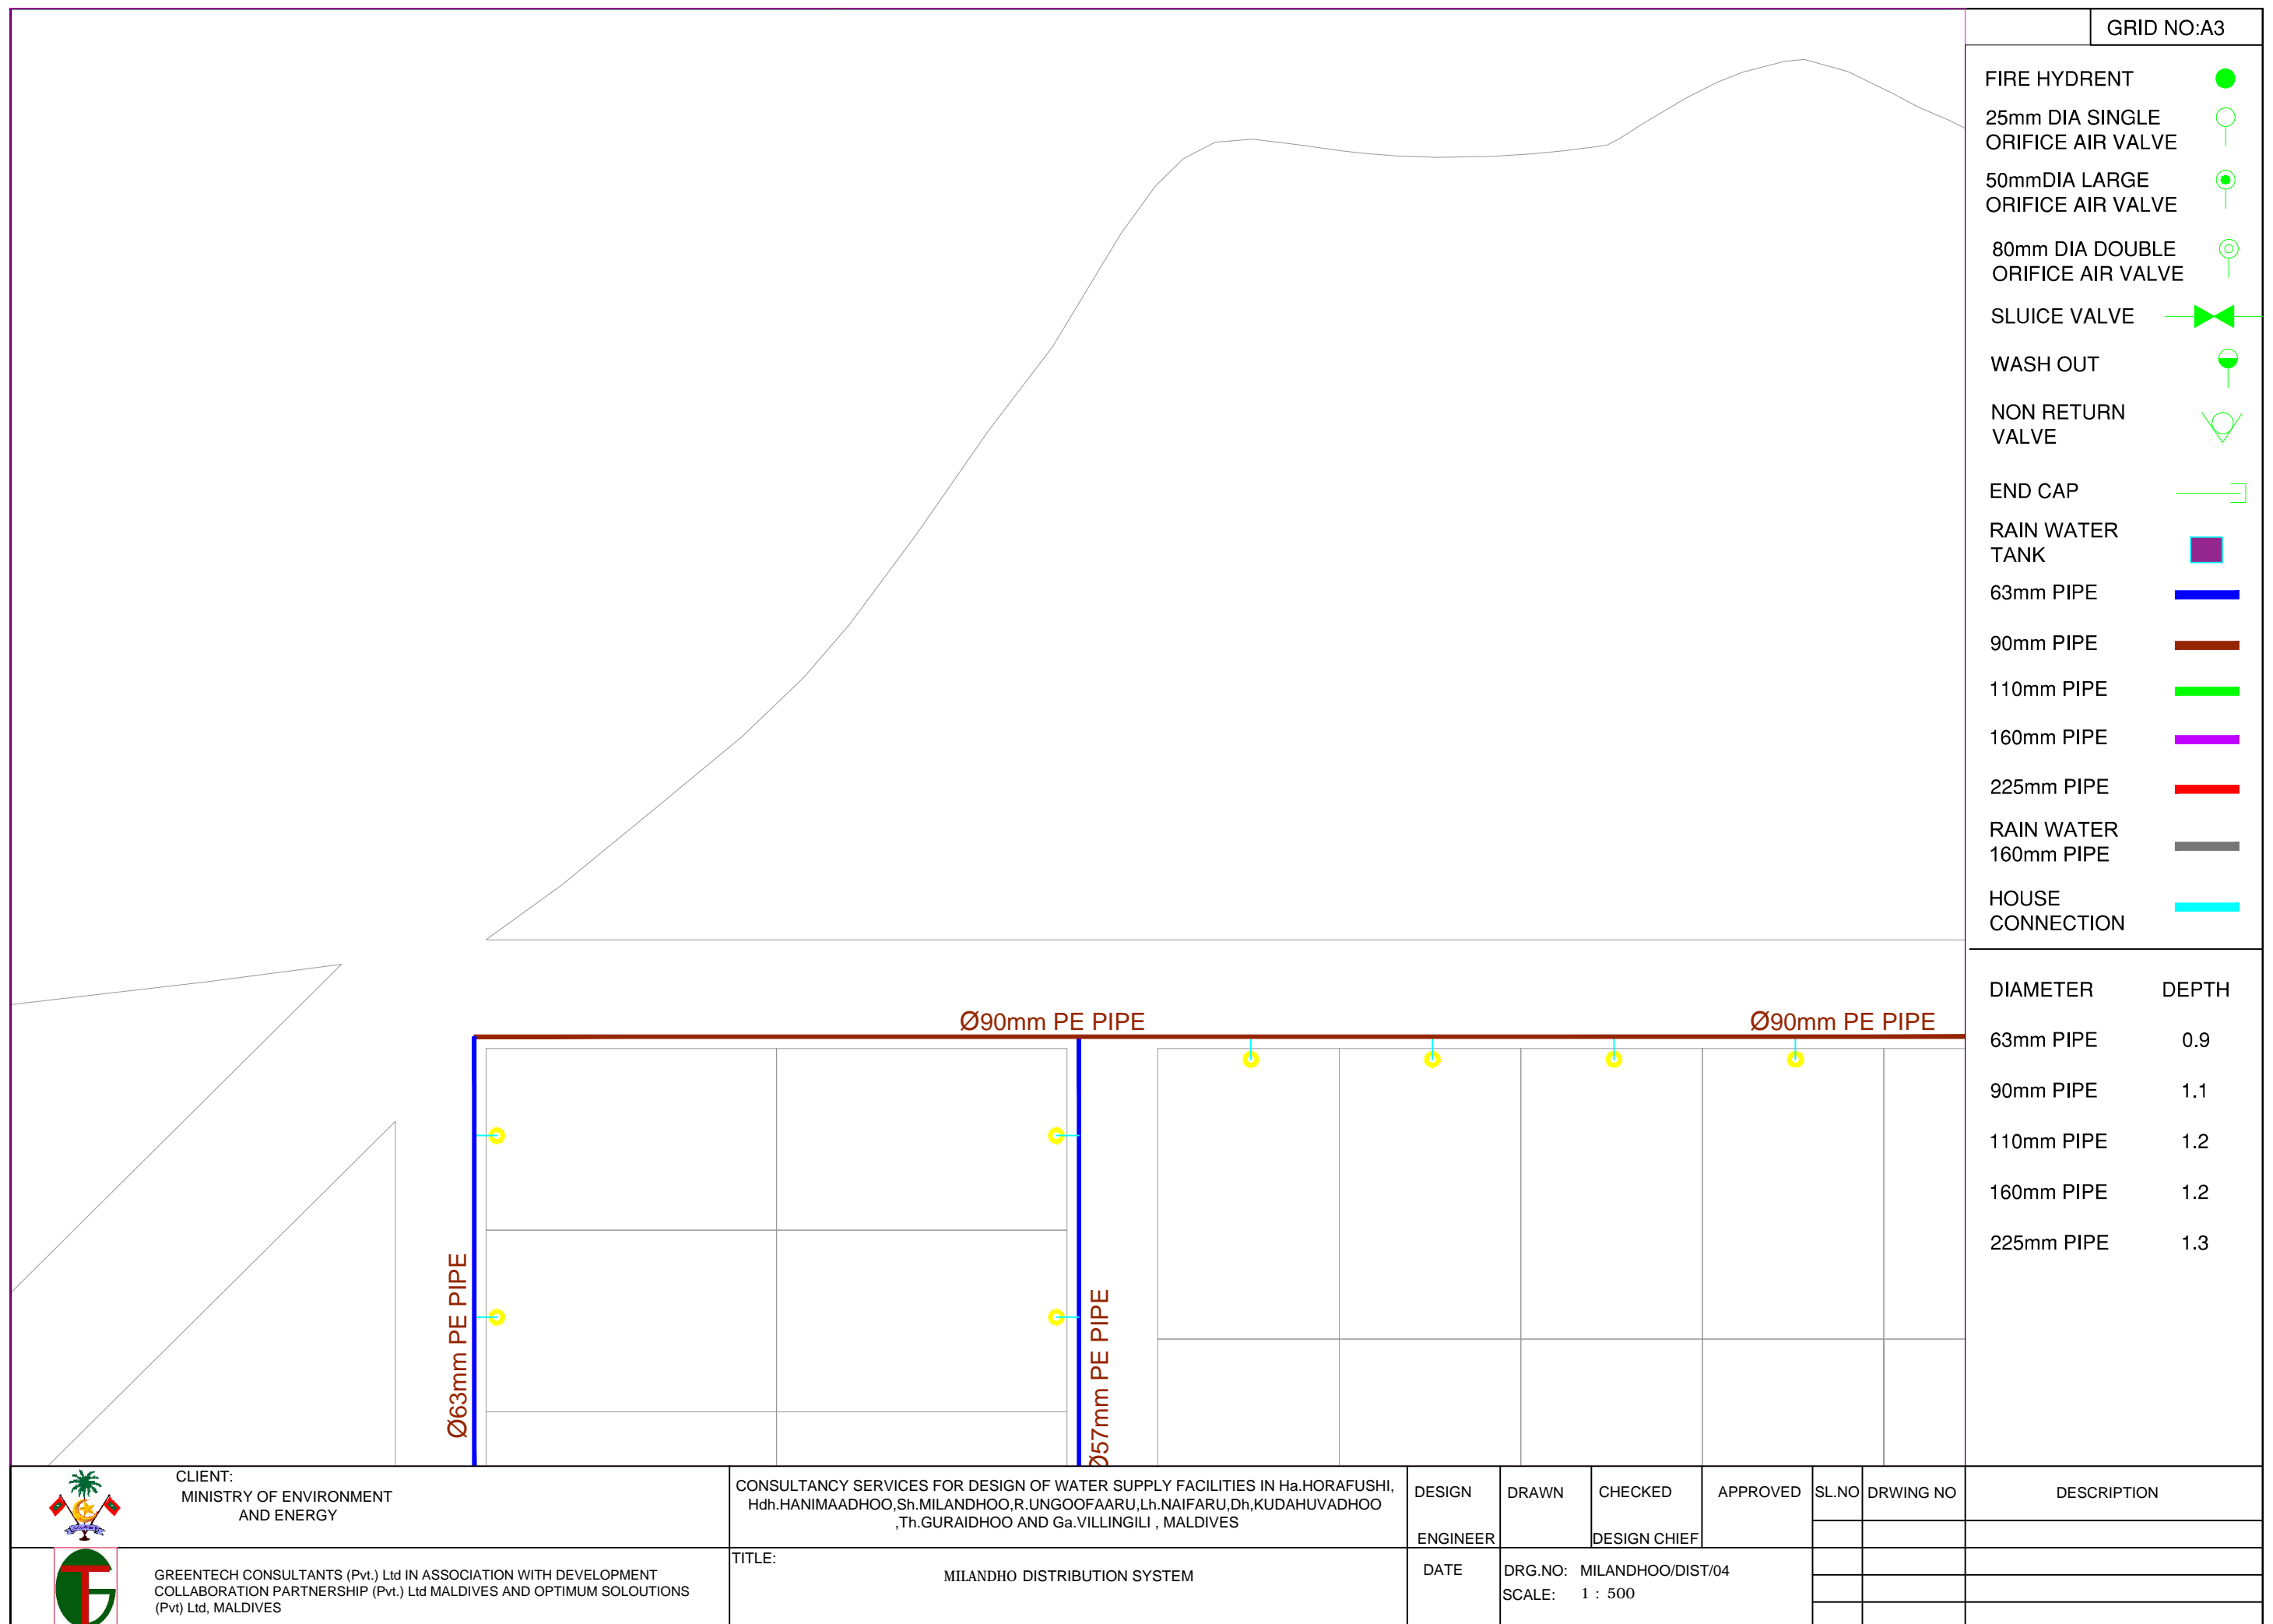 GRID NO:A3
FIRE HYDRENT
25mm DIA SINGLE
ORIFICE AIR VALVE
50mmDIA LARGE
ORIFICE AIR VALVE
80mm DIA DOUBLE
ORIFICE AIR VALVE
SLUICE VALVE
WASH OUT
NON RETURN
VALVE
END CAP
RAIN WATER
TANK
63mm PIPE
90mm PIPE
110mm PIPE
160mm PIPE
225mm PIPE
RAIN WATER
160mm PIPE
HOUSE
CONNECTION
DIAMETER DEPTH
63mm PIPE 0.9
90mm PIPE 1.1
110mm PIPE 1.2
160mm PIPE 1.2
225mm PIPE 1.3
Ø90mm PE PIPE
Ø90mm PE PIPE
Ø63mm PE PIPE
Ø57mm PE PIPE
CLIENT:
MINISTRY OF ENVIRONMENT
AND ENERGY
GREENTECH CONSULTANTS (Pvt.) Ltd IN ASSOCIATION WITH DEVELOPMENT
COLLABORATION PARTNERSHIP (Pvt.) Ltd MALDIVES AND OPTIMUM SOLOUTIONS
(Pvt) Ltd, MALDIVES
CONSULTANCY SERVICES FOR DESIGN OF WATER SUPPLY FACILITIES IN Ha.HORAFUSHI,
Hdh.HANIMAADHOO,Sh.MILANDHOO,R.UNGOOFAARU,Lh.NAIFARU,Dh,KUDAHUVADHOO
,Th.GURAIDHOO AND Ga.VILLINGILI , MALDIVES
TITLE:
MILANDHO DISTRIBUTION SYSTEM
DESIGN
ENGINEER
DRAWN
CHECKED
DESIGN CHIEF
APPROVED
SL.NO
DRWING NO
DESCRIPTION
DATE
DRG.NO: MILANDHOO/DIST/04
SCALE: 1 : 500